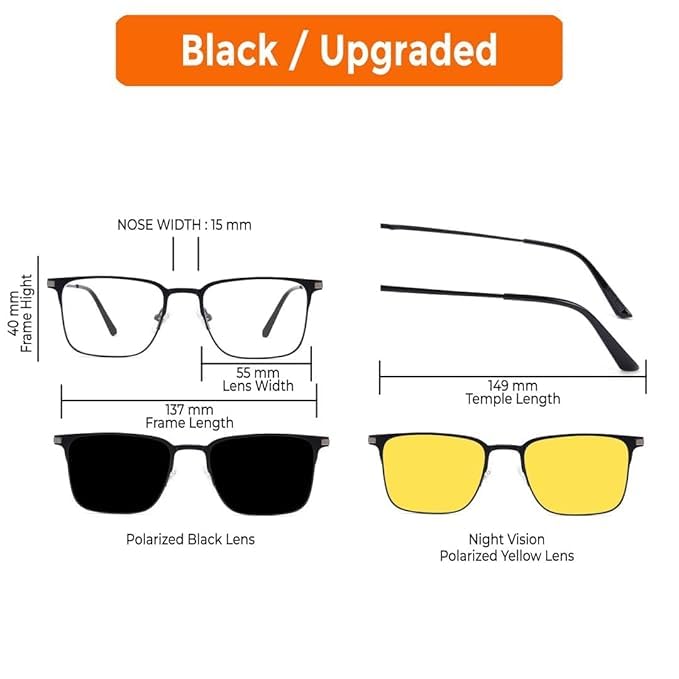 Black / Upgraded
NOSE WIDTH : 15 mm
40 mm
Frame Hight
55 mm
Lens Width
149 mm
Temple Length
137 mm
Frame Length
Polarized Black Lens
Night Vision
Polarized Yellow Lens